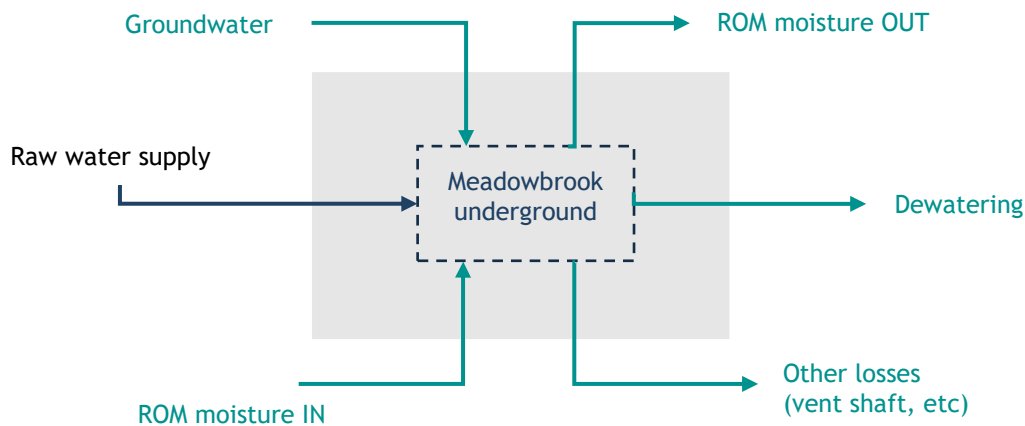 Groundwater
ROM moisture OUT
Raw water supply
Meadowbrook
underground
Dewatering
ROM moisture IN
Other losses
(vent shaft, etc)